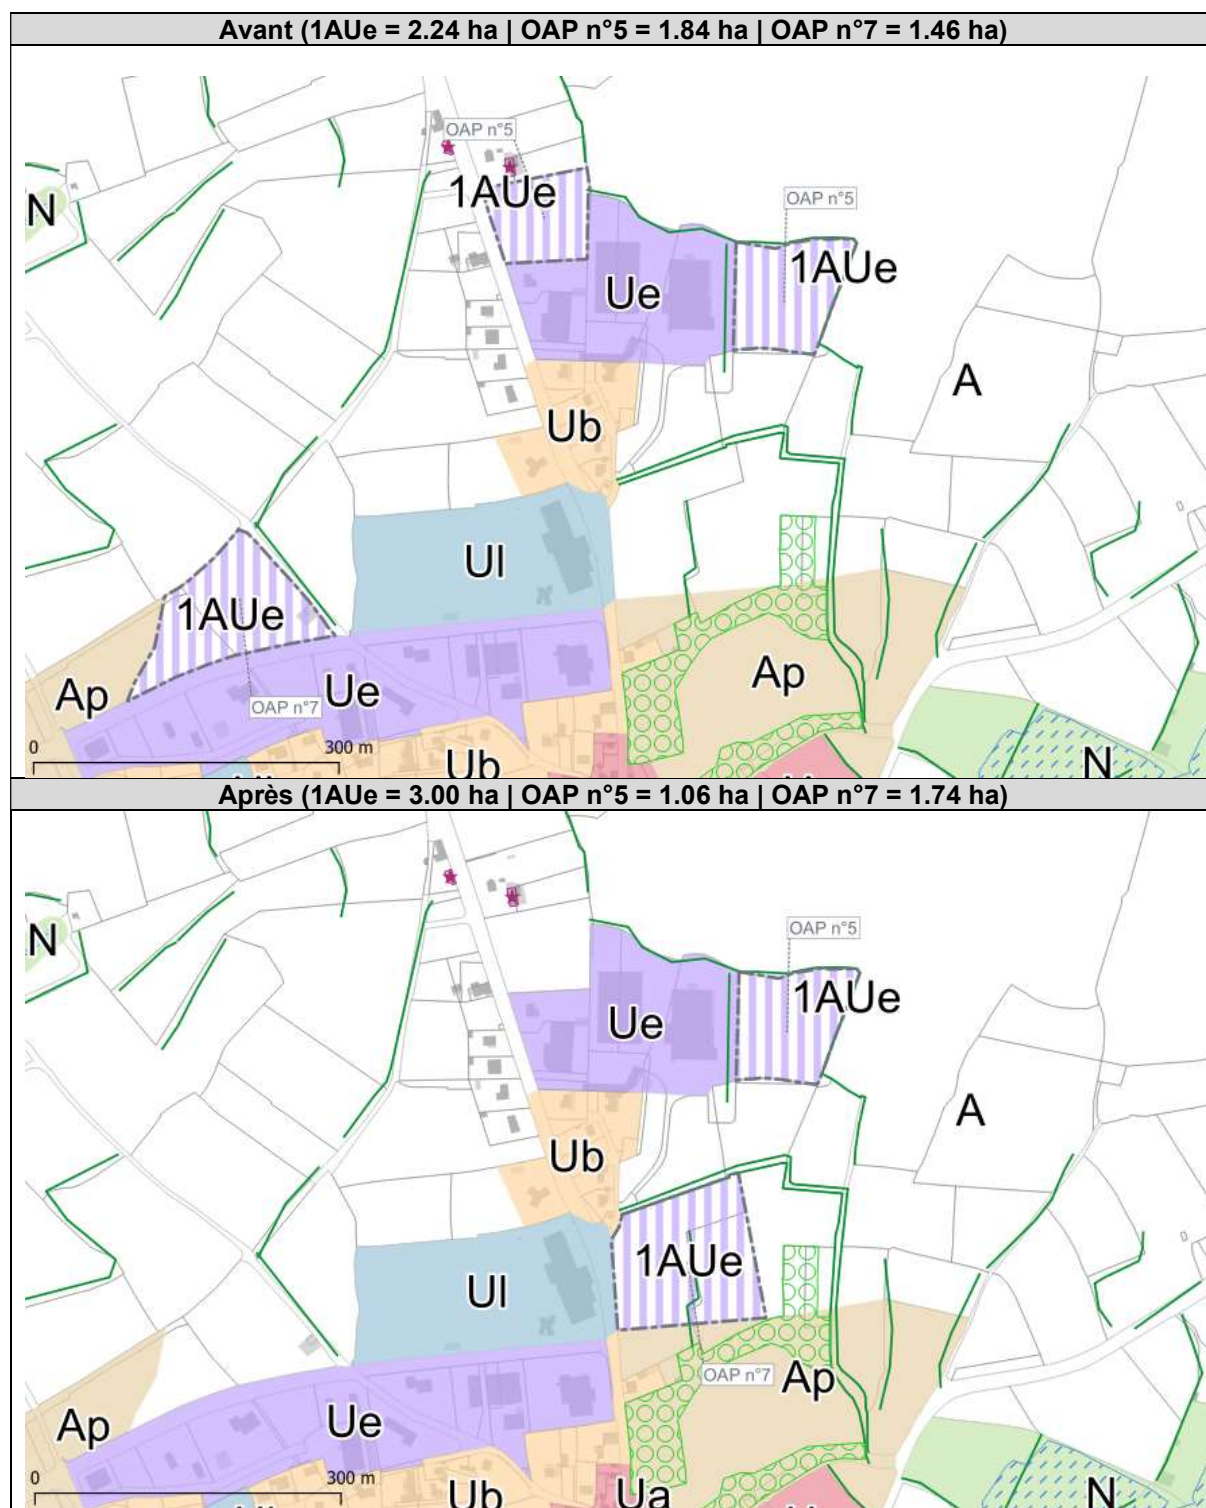 Avant (1AUe = 2.24 ha | OAP n°5 = 1.84 ha | OAP n°7 = 1.46 ha)
OAP n°5
1AUe
N
OAP n°5
1AUe
Ue
A
Ub
Ul
1AUe
Ap
Ap
OAP n°7
Ue
0
300 m
Ub
N
Après (1AUe = 3.00 ha | OAP n°5 = 1.06 ha | OAP n°7 = 1.74 ha)
OAP n°5
N
1AUe
Ue
A
Ub
1AUe
Ul
OAP n°7
Ap
Ap
Ue
0
300 m
Ub
Ua
N